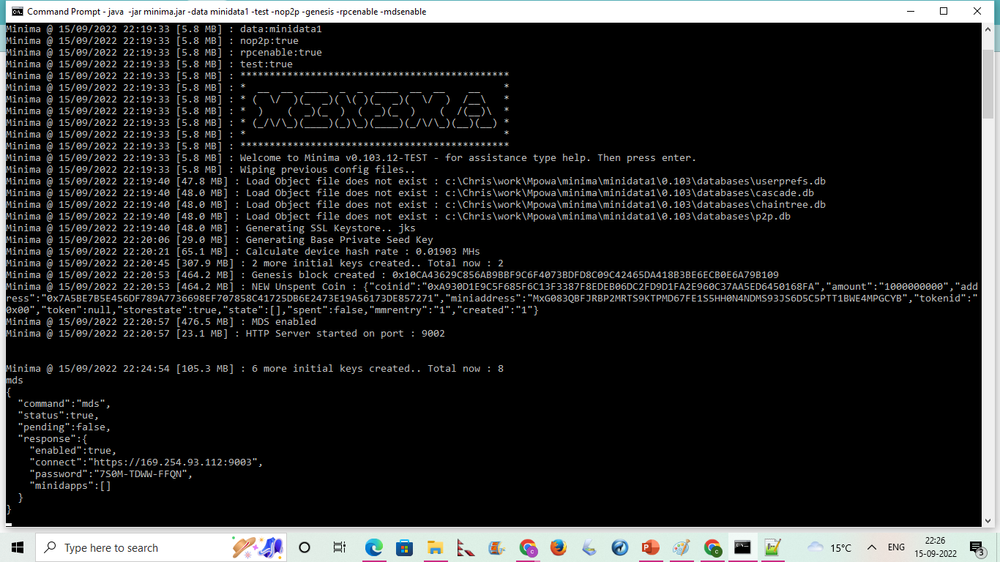 Command Prompt - java  -jar minima.jar -data minidata1 -test -nop2p -genesis -rpcenable -mdsenable
Minima @ 15/09/2022 22:19:33 [5.8 MB] : data:minidata1
Minima @ 15/09/2022 22:19:33 [5.8 MB] : nop2p:true
Minima @ 15/09/2022 22:19:33 [5.8 MB] : rpcenable:true
Minima @ 15/09/2022 22:19:33 [5.8 MB] : test:true
Minima @ 15/09/2022 22:19:33 [5.8 MB] : **********************************************
Minima @ 15/09/2022 22:19:33 [5.8 MB] : *  __  __  ____  _  _  ____  __  __    __    *
Minima @ 15/09/2022 22:19:33 [5.8 MB] : * (  \/  )(_  _)( \( )(_  _)(  \/  )  /__\   *
Minima @ 15/09/2022 22:19:33 [5.8 MB] : *  )    (  _)(_  )  (  _)(_  )    (  /(__)\  *
Minima @ 15/09/2022 22:19:33 [5.8 MB] : * (_/\/\_)(____)(_)\_)(____)(_/\/\_)(__)(__) *
Minima @ 15/09/2022 22:19:33 [5.8 MB] : *                                            *
Minima @ 15/09/2022 22:19:33 [5.8 MB] : **********************************************
Minima @ 15/09/2022 22:19:33 [5.8 MB] : Welcome to Minima v0.103.12-TEST - for assistance type help. Then press enter.
Minima @ 15/09/2022 22:19:33 [5.8 MB] : Wiping previous config files..
Minima @ 15/09/2022 22:19:40 [47.8 MB] : Load Object file does not exist : c:\Chris\work\Mpowa\minima\minidata1\0.103\databases\userprefs.db
Minima @ 15/09/2022 22:19:40 [48.0 MB] : Load Object file does not exist : c:\Chris\work\Mpowa\minima\minidata1\0.103\databases\cascade.db
Minima @ 15/09/2022 22:19:40 [48.0 MB] : Load Object file does not exist : c:\Chris\work\Mpowa\minima\minidata1\0.103\databases\chaintree.db
Minima @ 15/09/2022 22:19:40 [48.0 MB] : Load Object file does not exist : c:\Chris\work\Mpowa\minima\minidata1\0.103\databases\p2p.db
Minima @ 15/09/2022 22:19:40 [48.0 MB] : Generating SSL Keystore.. jks
Minima @ 15/09/2022 22:20:06 [29.0 MB] : Generating Base Private Seed Key
Minima @ 15/09/2022 22:20:21 [65.1 MB] : Calculate device hash rate : 0.01903 MHs
Minima @ 15/09/2022 22:20:45 [307.9 MB] : 2 more initial keys created.. Total now : 2
Minima @ 15/09/2022 22:20:53 [464.2 MB] : Genesis block created : 0x10CA43629C856AB9BBF9C6F4073BDFD8C09C42465DA418B3BE6ECB0E6A79B109
Minima @ 15/09/2022 22:20:53 [464.2 MB] : NEW Unspent Coin : {"coinid":"0xA930D1E9C5F685F6C13F3387F8EDEB06DC2FD9D1FA2E960C37AA5ED6450168FA","amount":"1000000000","add
ress":"0x7A5BE7B5E456DF789A7736698EF707858C41725DB6E2473E19A56173DE857271","miniaddress":"MxG083QBFJRBP2MRTS9KTPMD67FE1S5HH0N4NDMS93JS6D5C5PTT1BWE4MPGCYB","tokenid":"
0x00","token":null,"storestate":true,"state":[],"spent":false,"mmrentry":"1","created":"1"}
Minima @ 15/09/2022 22:20:57 [476.5 MB] : MDS enabled
Minima @ 15/09/2022 22:20:57 [23.1 MB] : HTTP Server started on port : 9002
Minima @ 15/09/2022 22:24:54 [105.3 MB] : 6 more initial keys created.. Total now : 8
mds
{
  "command":"mds",
  "status":true,
  "pending":false,
  "response":{
    "enabled":true,
    "connect":"https://169.254.93.112:9003",
    "password":"7S0M-TDWW-FFQN",
    "minidapps":[]
  }
}
Type here to search
15°C
ENG
22:26
15-09-2022
3